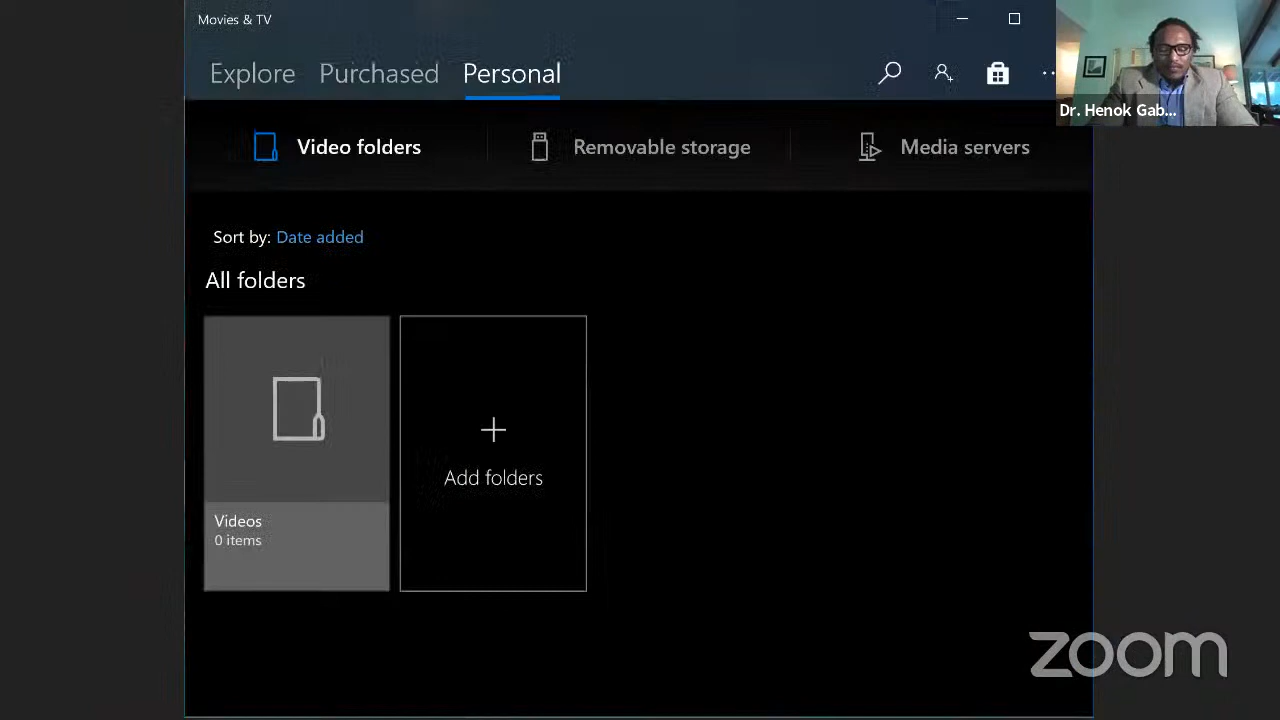 Movies & TV
Explore Purchased Personal
Dr. Henok Gab...
Video folders
Removable storage
Media servers
Sort by: Date added
All folders
Add folders
Videos
0 items
zoom